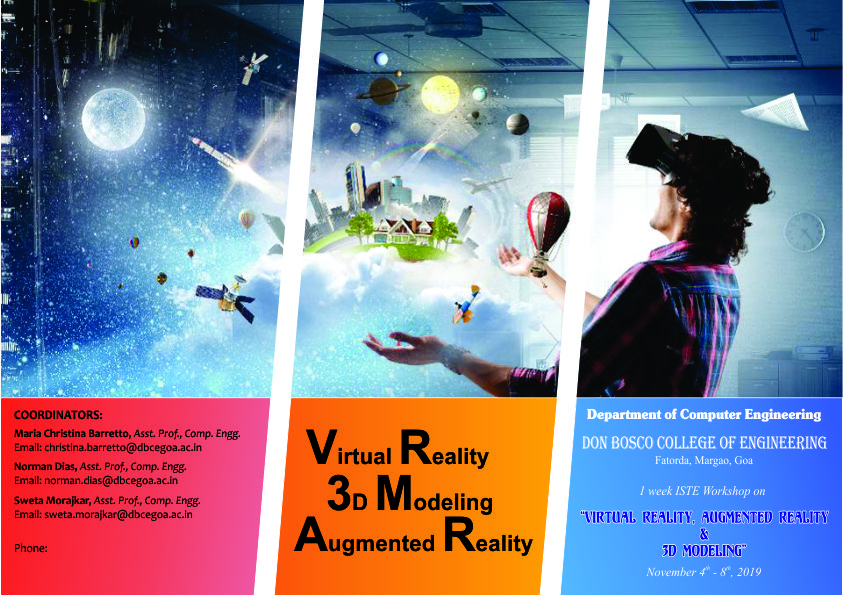 COORDINATORS:
Maria Christina Barretto, Asst. Prof., Comp. Engg.
Email: christina.barretto@dbcegoa.ac.in
Norman Dias, Asst. Prof., Comp. Engg.
Email: norman.dias@dbcegoa.ac.in
Sweta Morajkar, Asst. Prof., Comp. Engg.
Email: sweta.morajkar@dbcegoa.ac.in
Phone:
Virtual Reality
3D Modeling
Augmented Reality
Department of Computer Engineering
DON BOSCO COLLEGE OF ENGINEERING
Fatorda, Margao, Goa
1 week ISTE Workshop on
"VIRTUAL REALITY, AUGMENTED REALITY
&
3D MODELING"
November 4th - 8th, 2019